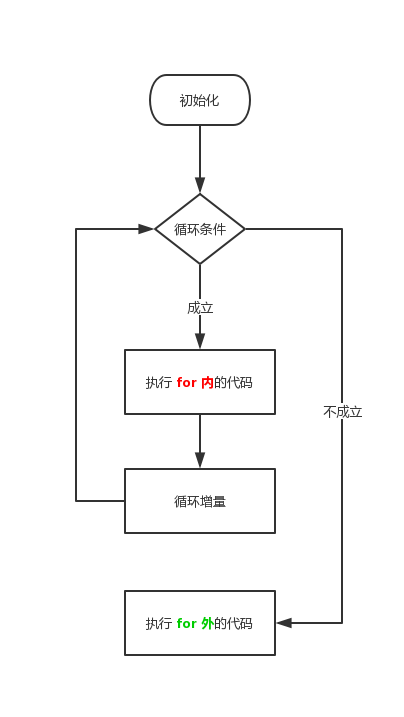 初始化
循环条件
成立
执行 for 内的代码
不成立
循环增量
执行 for 外的代码